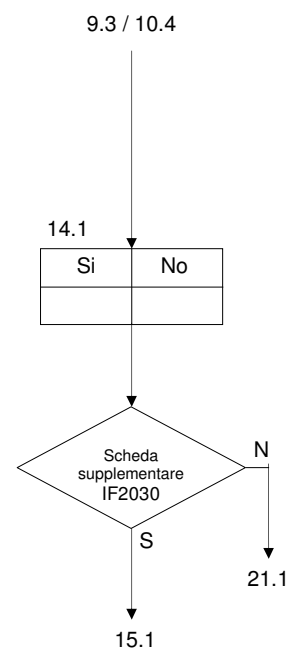 9.3 / 10.4
14.1
Si No
Scheda
supplementare
IF2030
N
S
21.1
15.1